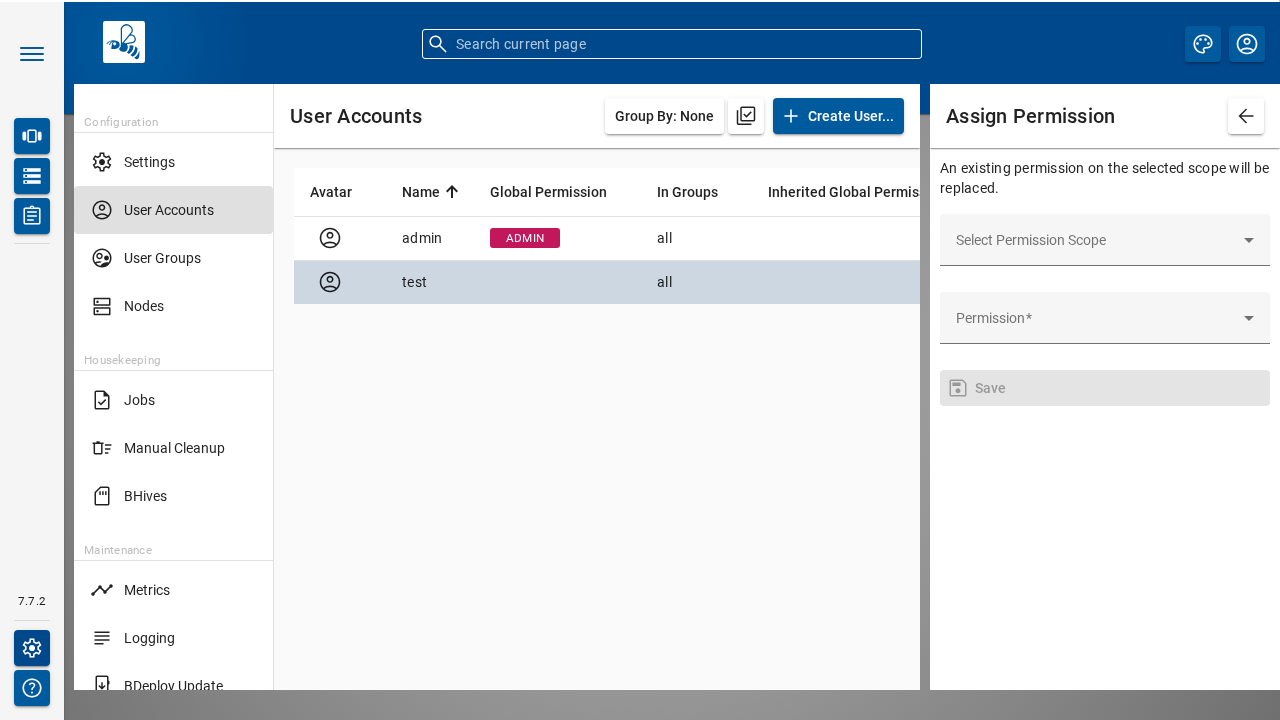 Search current page
Configuration
Settings
User Accounts
User Groups
Nodes
Housekeeping
Jobs
Manual Cleanup
BHives
Maintenance
Metrics
Logging
BDeploy Update
7.7.2
User Accounts
Group By: None
Create User...
Avatar Name Global Permission In Groups Inherited Global Permis
admin ADMIN all
test all
Assign Permission
An existing permission on the selected scope will be
replaced.
Select Permission Scope
Permission*
Save